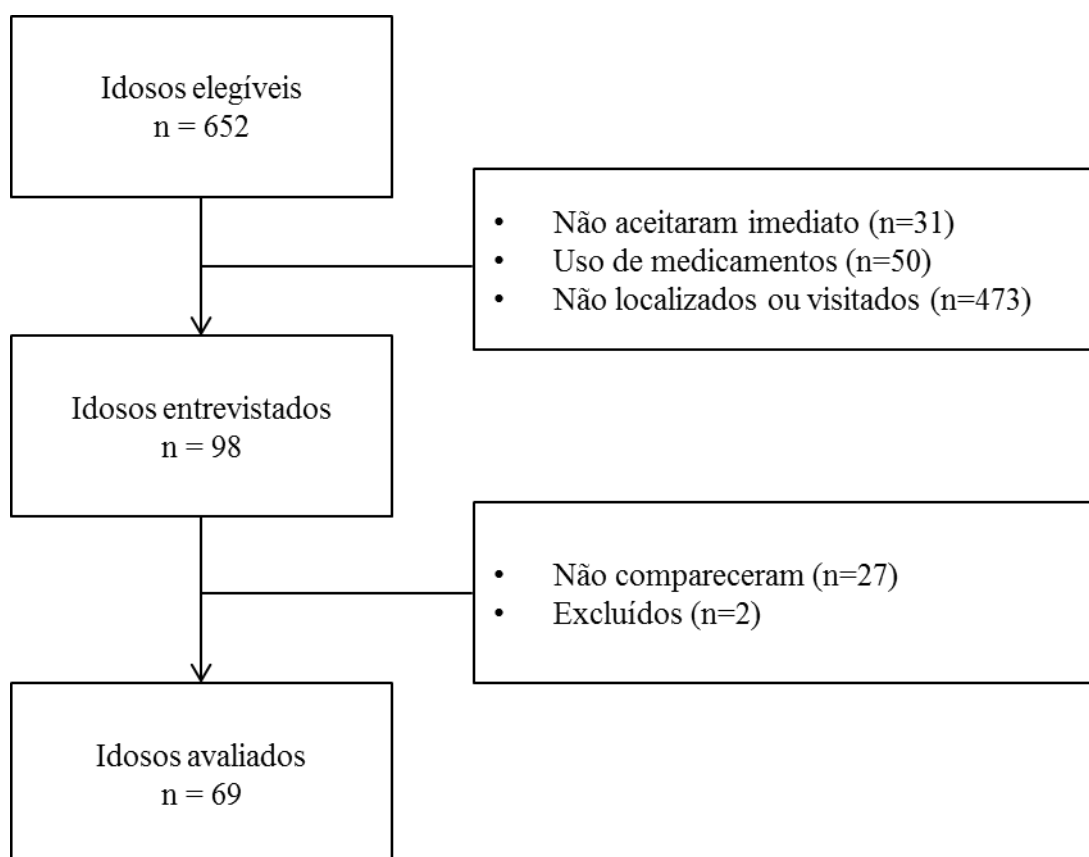 Idosos elegíveis
n = 652
• Não aceitaram imediato (n=31)
• Uso de medicamentos (n=50)
• Não localizados ou visitados (n=473)
Idosos entrevistados
n = 98
• Não compareceram (n=27)
• Excluídos (n=2)
Idosos avaliados
n = 69